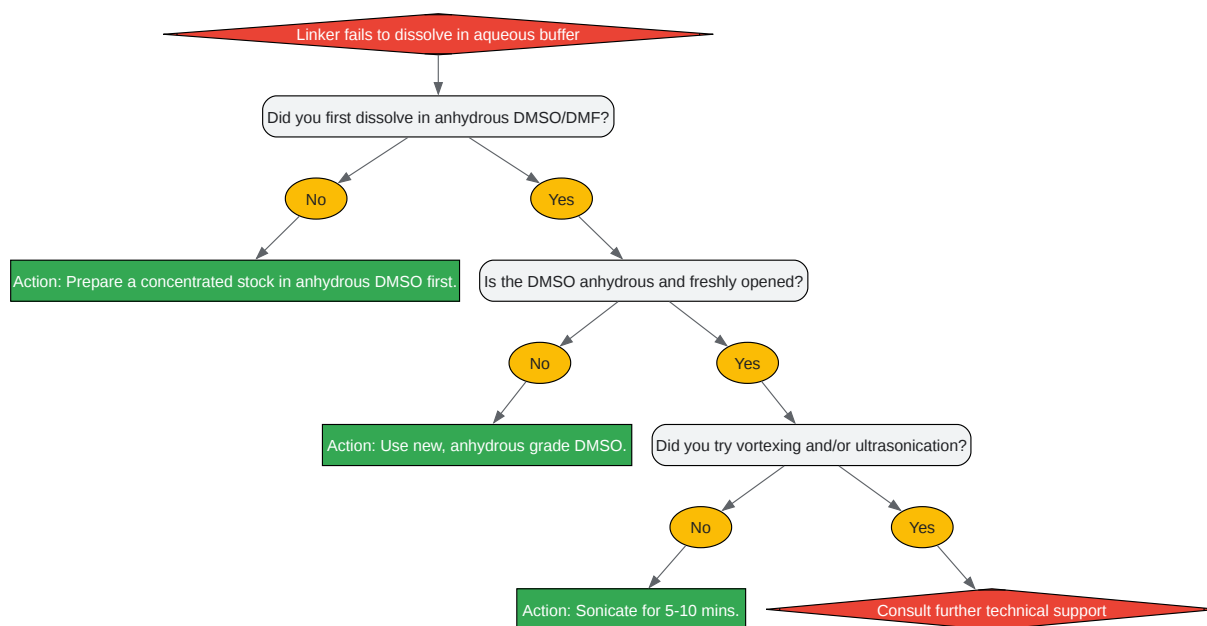 Linker fails to dissolve in aqueous buffer
Did you first dissolve in anhydrous DMSO/DMF?
No
Yes
Action: Prepare a concentrated stock in anhydrous DMSO first.
Is the DMSO anhydrous and freshly opened?
No
Yes
Action: Use new, anhydrous grade DMSO.
Did you try vortexing and/or ultrasonication?
No
Yes
Action: Sonicate for 5-10 mins.
Consult further technical support